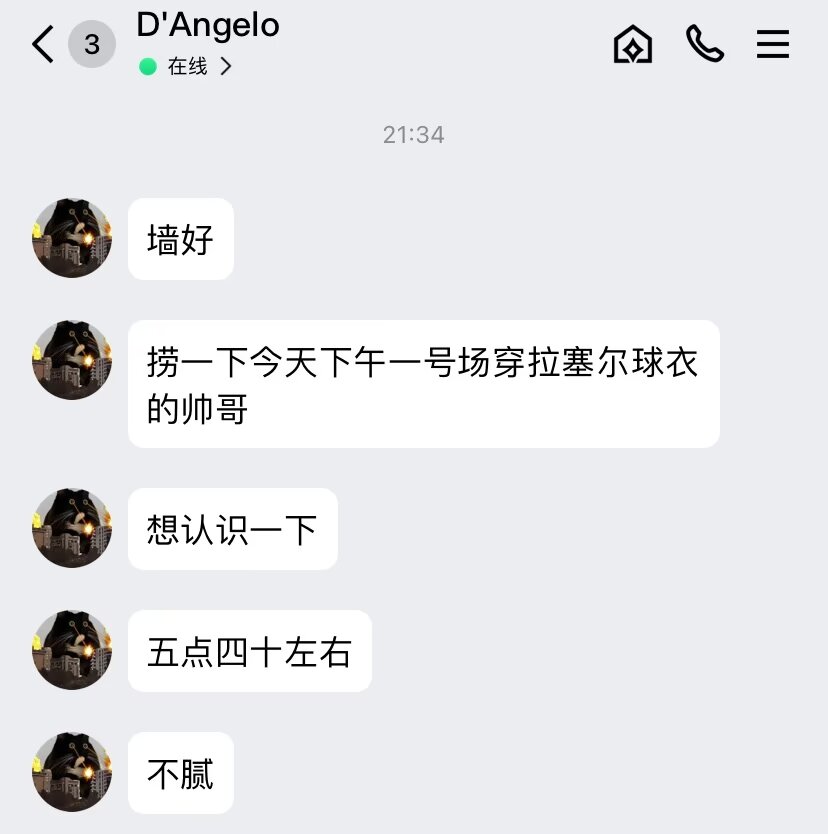 3
D'Angelo
在线
21:34
墙好
捞一下今天下午一号场穿拉塞尔球衣
的帅哥
想认识一下
五点四十左右
不腻